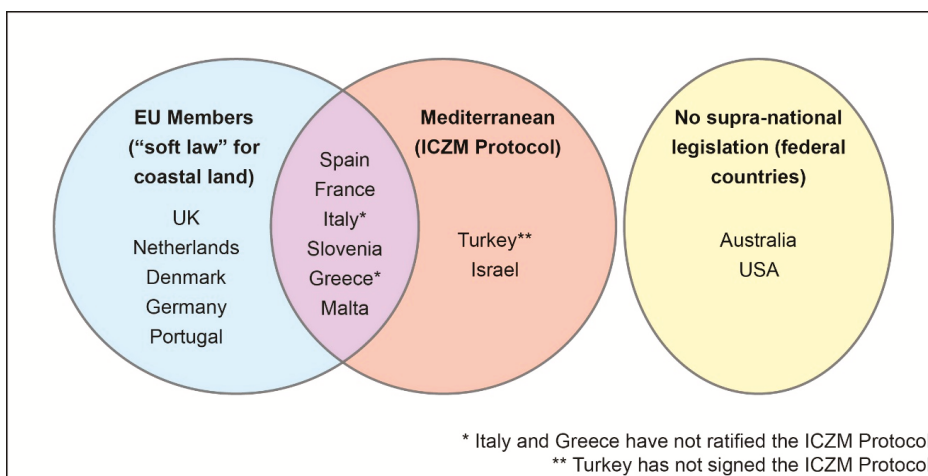 EU Members
(“soft law” for
coastal land)
UK
Netherlands
Denmark
Germany
Portugal
Spain
France
Italy*
Slovenia
Greece*
Malta
Mediterranean
(ICZM Protocol)
Turkey**
Israel
No supra-national
legislation (federal
countries)
Australia
USA
* Italy and Greece have not ratified the ICZM Protocol
** Turkey has not signed the ICZM Protocol